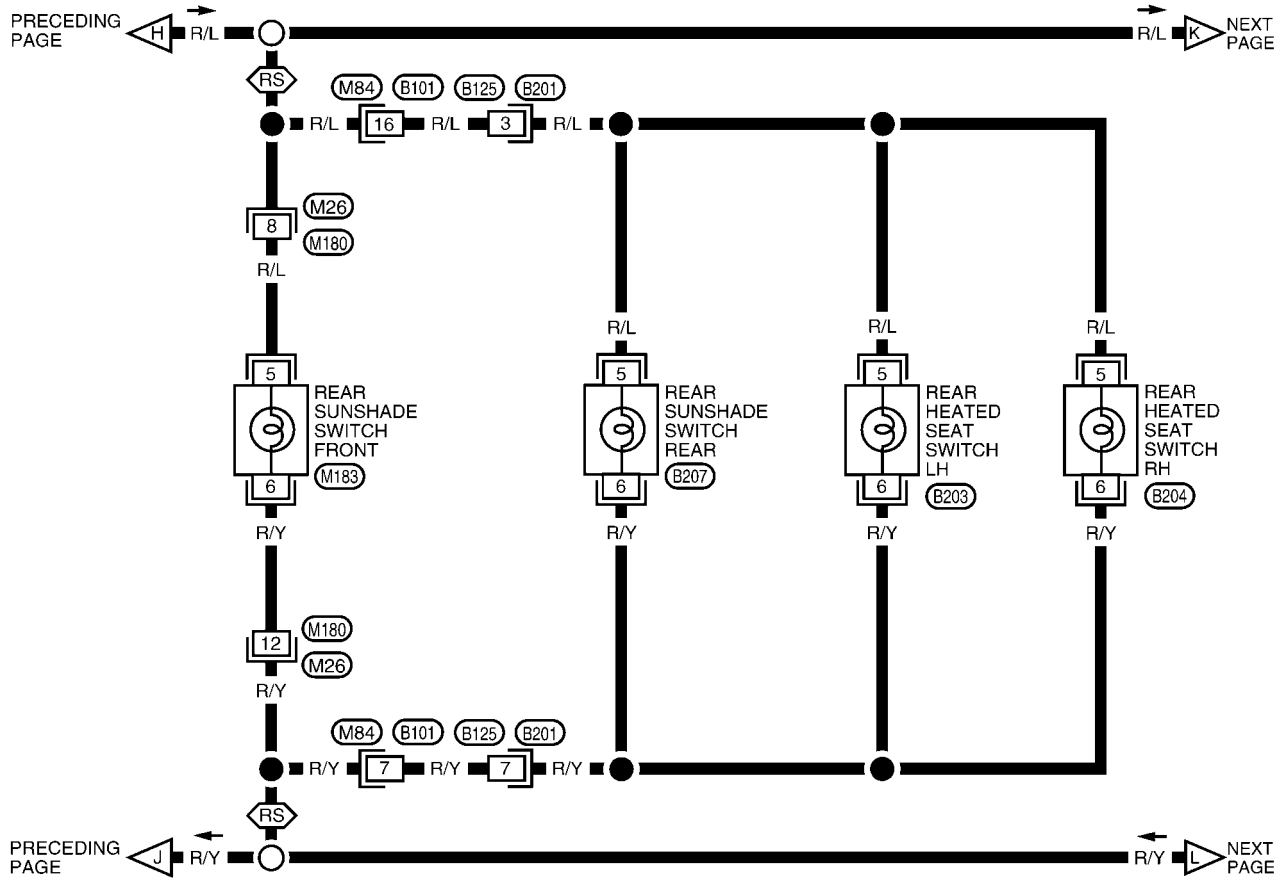 PRECEDING
PAGE
H
R/L
R/L
K
NEXT
PAGE
RS
M84
B101
B125
B201
R/L
16
R/L
3
R/L
M26
8
M180
R/L
R/L
R/L
R/L
5
REAR
SUNSHADE
SWITCH
FRONT
M183
6
5
REAR
SUNSHADE
SWITCH
REAR
B207
6
5
REAR
HEATED
SEAT
SWITCH
LH
B203
6
5
REAR
HEATED
SEAT
SWITCH
RH
B204
6
R/Y
R/Y
R/Y
R/Y
M180
12
M26
R/Y
M84
B101
B125
B201
R/Y
7
R/Y
7
R/Y
RS
PRECEDING
PAGE
J
R/Y
R/Y
L
NEXT
PAGE